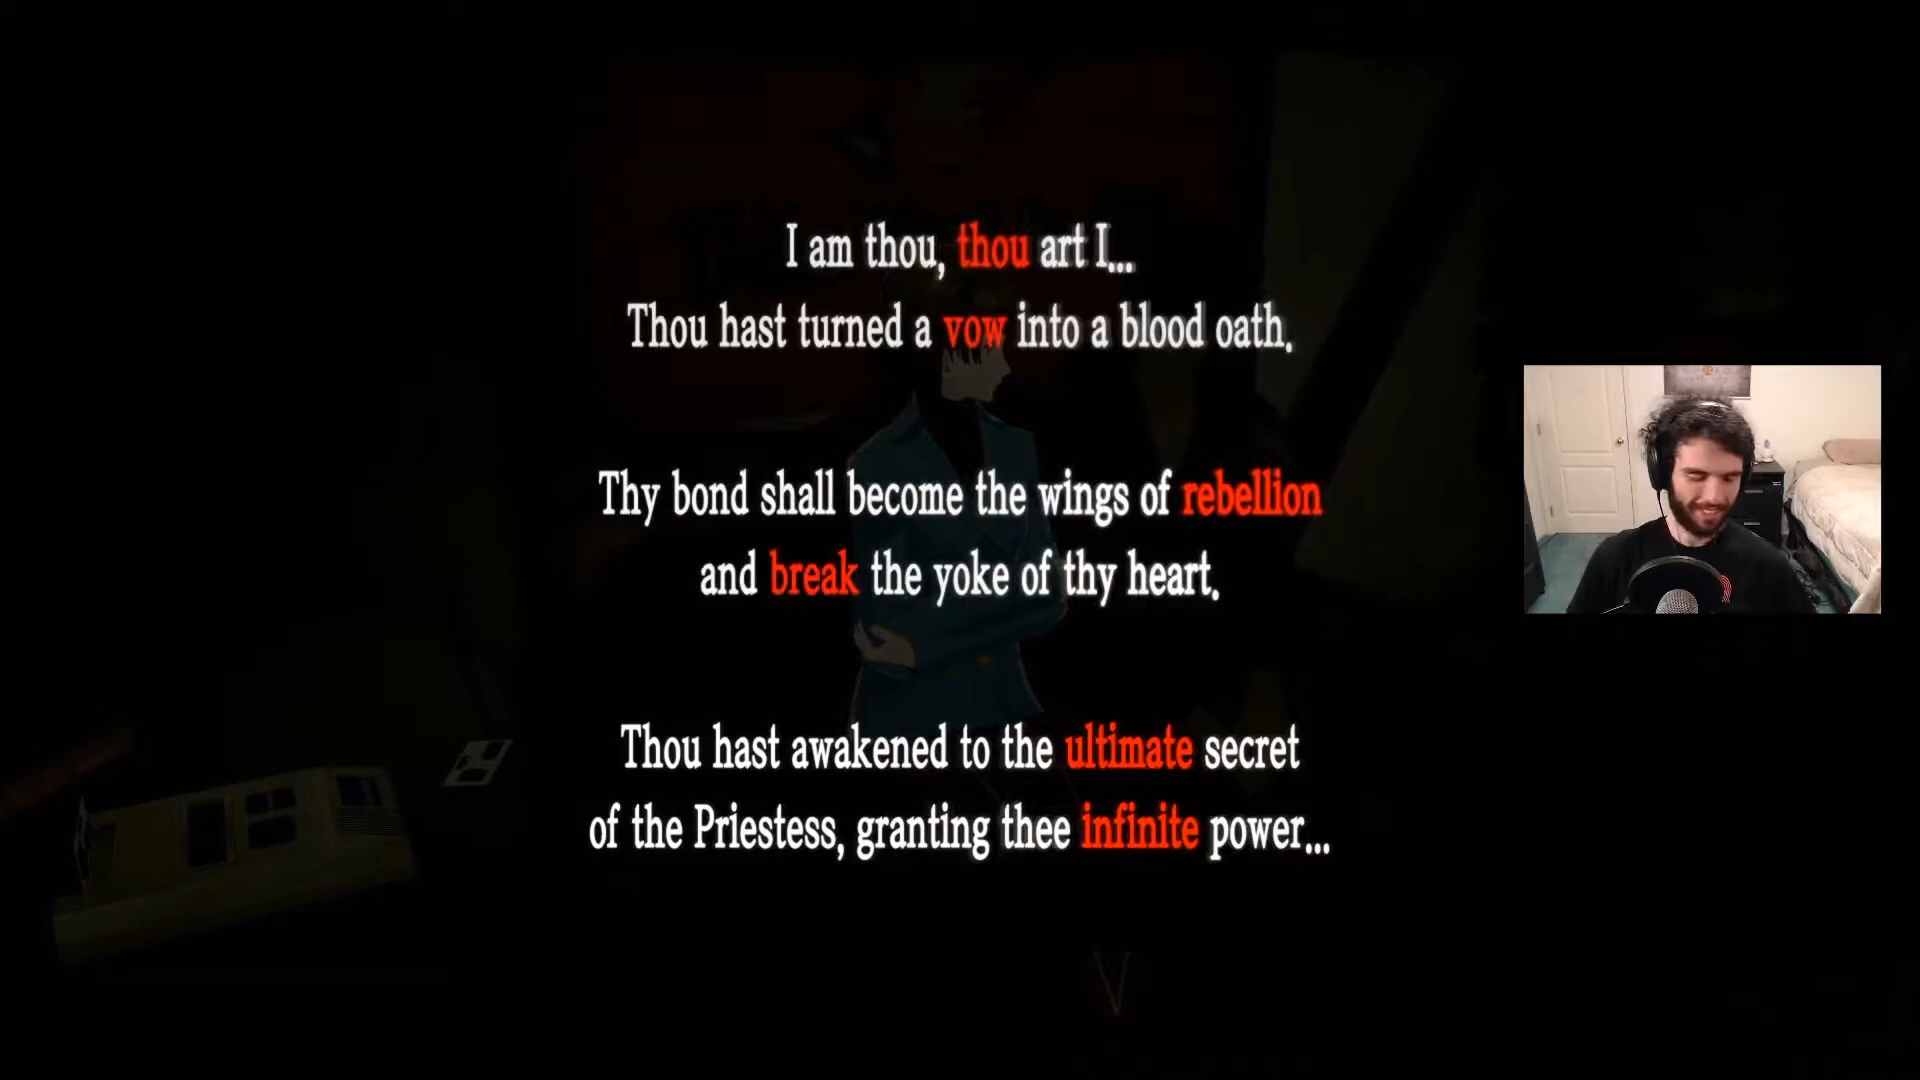 I am thou, thou art I...
Thou hast turned a vow into a blood oath.
Thy bond shall become the wings of rebellion
and break the yoke of thy heart.
Thou hast awakened to the ultimate secret
of the Priestess, granting thee infinite power...